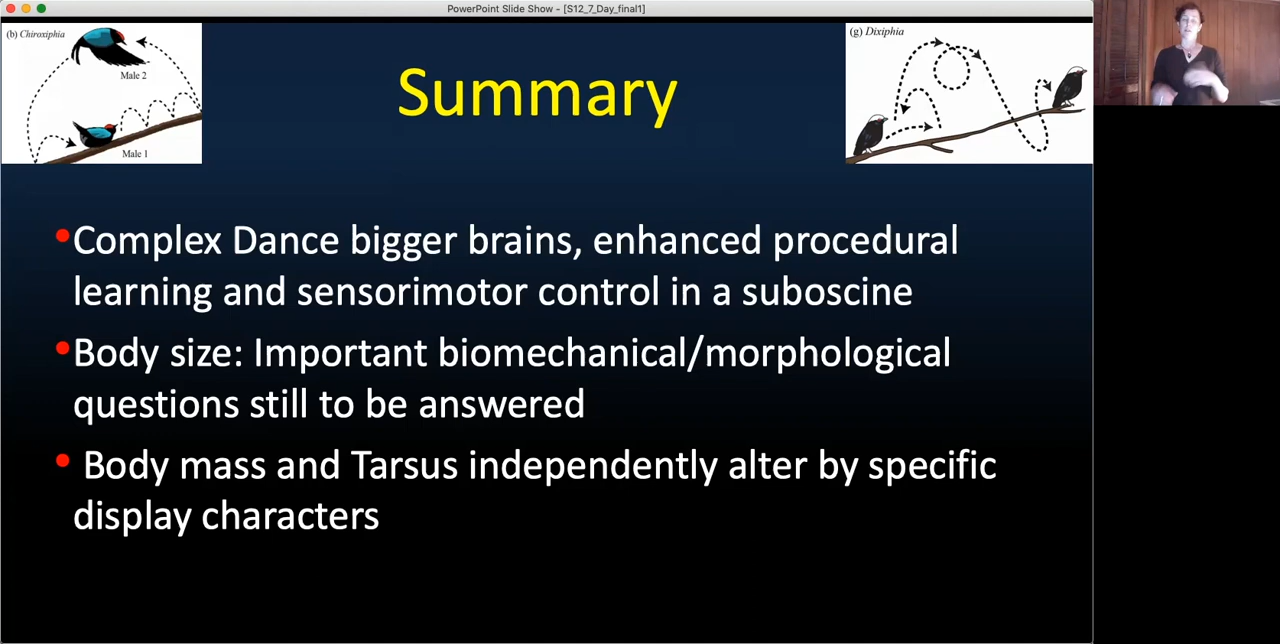 PowerPoint Slide Show - [S12_7_Day_final1]
(b) Chiroxiphia
Male 2
Male 1
Summary
(g) Dixiphia
•Complex Dance bigger brains, enhanced procedural
learning and sensorimotor control in a suboscine
•Body size: Important biomechanical/morphological
questions still to be answered
• Body mass and Tarsus independently alter by specific
display characters